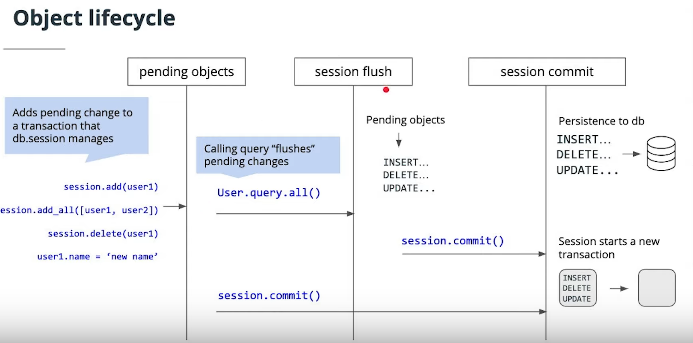 Object lifecycle
pending objects
session flush
session commit
Adds pending change to
a transaction that
db.session manages
session.add(user1)
ession.add_all([user1, user2])
session.delete(user1)
user1.name = ‘new name’
Calling query “flushes”
pending changes
User.query.all()
session.commit()
Pending objects
INSERT...
DELETE...
UPDATE...
session.commit()
Persistence to db
INSERT...
DELETE...
UPDATE...
Session starts a new
transaction
INSERT
DELETE
UPDATE